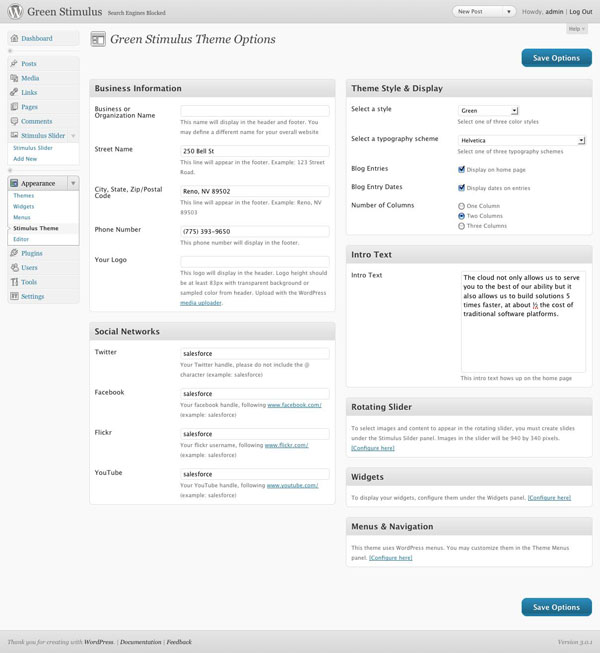 Green Stimulus Search Engines Blocked
New Post
Howdy, admin | Log Out
Help
Green Stimulus Theme Options
Save Options
Dashboard
Posts
Media
Links
Pages
Comments
Stimulus Slider
Stimulus Slider
Add New
Appearance
Themes
Widgets
Menus
Stimulus Theme
Editor
Plugins
Users
Tools
Settings
Business Information
Business or
Organization Name
This name will display in the header and footer. You
may define a different name for your overall website
Street Name
250 Bell St
This line will appear in the footer. Example: 123 Street
Road.
City, State, Zip/Postal
Code
Reno, NV 89502
This line will appear in the footer. Example: Reno, NV
89503
Phone Number
(775) 393-9650
This phone number will display in the footer.
Your Logo
This logo will display in the header. Logo height should
be at least 83px with transparent background or
sampled color from header. Upload with the WordPress
media uploader.
Social Networks
Twitter
salesforce
Your Twitter handle, please do not include the @
character (example: salesforce)
Facebook
salesforce
Your facebook handle, following www.facebook.com/
(example: salesforce)
Flickr
salesforce
Your flickr username, following www.flickr.com/
(example: salesforce)
YouTube
salesforce
Your YouTube handle, following www.youtube.com/
(example: salesforce)
Theme Style & Display
Select a style
Green
Select one of three color styles
Select a typography scheme
Helvetica
Select one of three typography schemes
Blog Entries
Display on home page
Blog Entry Dates
Display dates on entries
Number of Columns
One Column
Two Columns
Three Columns
Intro Text
Intro Text
The cloud not only allows us to serve
you to the best of our ability but it
also allows us to build solutions 5
times faster, at about ½ the cost of
traditional software platforms.
This intro text hows up on the home page
Rotating Slider
To select images and content to appear in the rotating slider, you must create slides
under the Stimulus Slider panel. Images in the slider will be 940 by 340 pixels.
[Configure here]
Widgets
To display your widgets, configure them under the Widgets panel. [Configure here]
Menus & Navigation
This theme uses WordPress menus. You may customize them in the Theme Menus
panel. [Configure here]
Save Options
Thank you for creating with WordPress. | Documentation | Feedback
Version 3.0.1